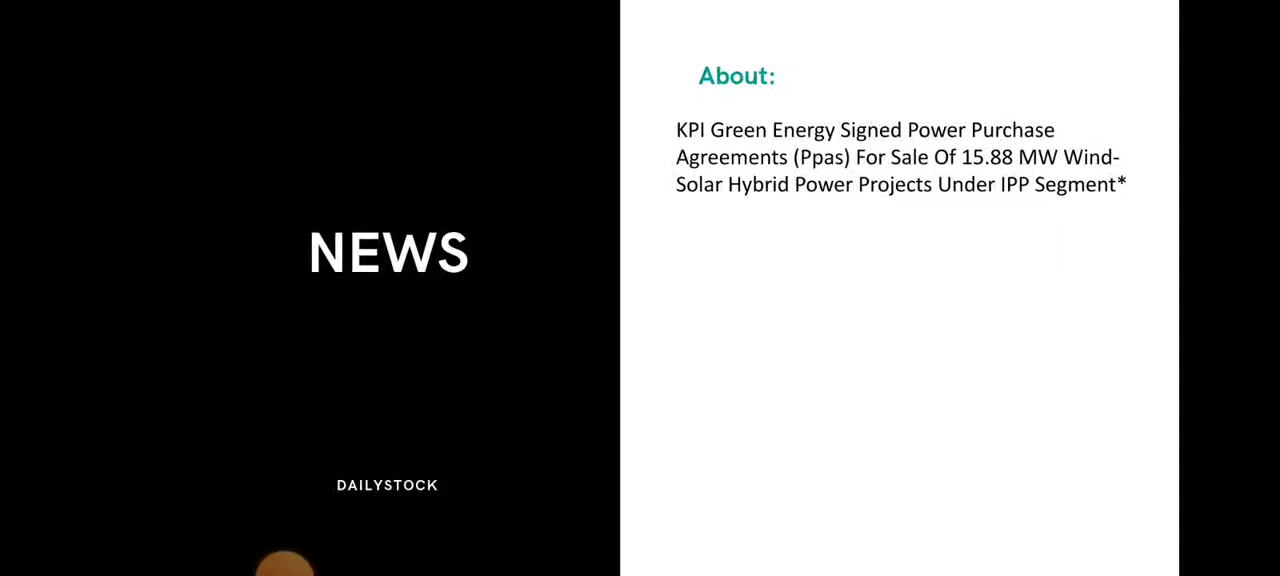 NEWS
DAILYSTOCK
About:
KPI Green Energy Signed Power Purchase
Agreements (Ppas) For Sale Of 15.88 MW Wind-
Solar Hybrid Power Projects Under IPP Segment*